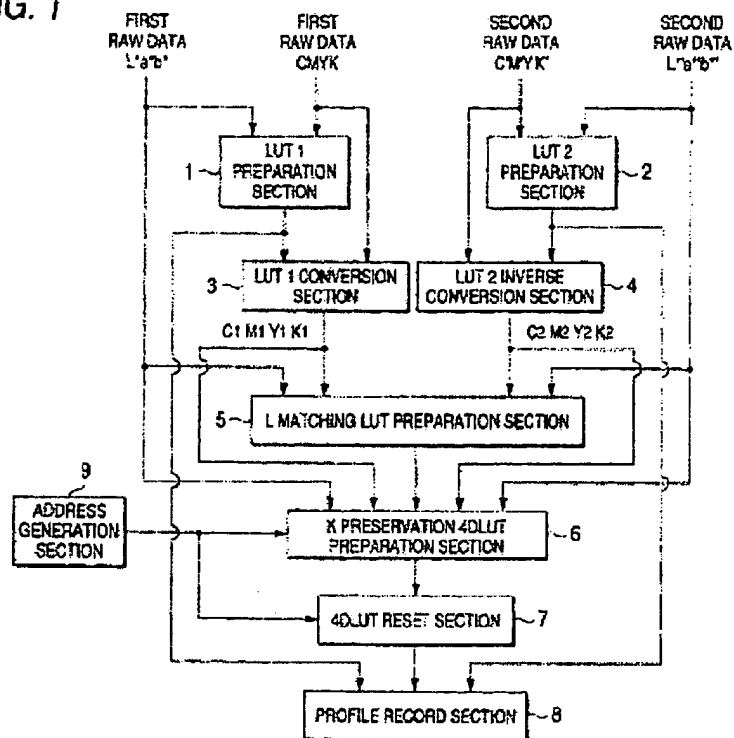 FIG. 1
FIRST
RAW DATA
L*a*b*
FIRST
RAW DATA
CMYK
SECOND
RAW DATA
CMYK
SECOND
RAW DATA
L*a*b*
1
LUT 1
PREPARATION
SECTION
LUT 2
PREPARATION
SECTION
2
3
LUT 1 CONVERSION
SECTION
LUT 2 INVERSE
CONVERSION SECTION
4
C1 M1 Y1 K1
C2 M2 Y2 K2
5
L MATCHING LUT PREPARATION SECTION
9
ADDRESS
GENERATION
SECTION
K PRESERVATION 4DLUT
PREPARATION SECTION
6
4DLUT RESET SECTION
7
PROFILE RECORD SECTION
8